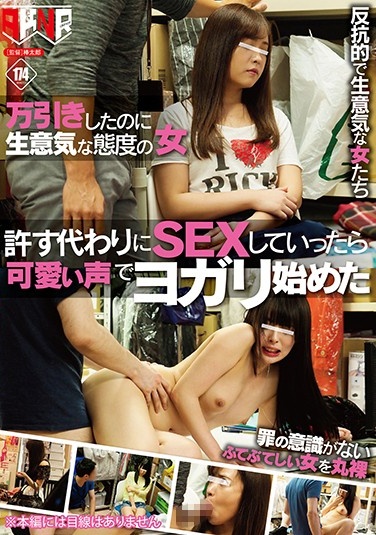 174
[監督]棒太郎
反抗的で生意気な女たち
万引きしたのに
生意気な態度の女
I ♥
RICK
許す代わりにSEXしていったら
可愛い声でヨガリ始めた
罪の意識がない
ふてぶてしい女を丸裸
※本編には目線はありません